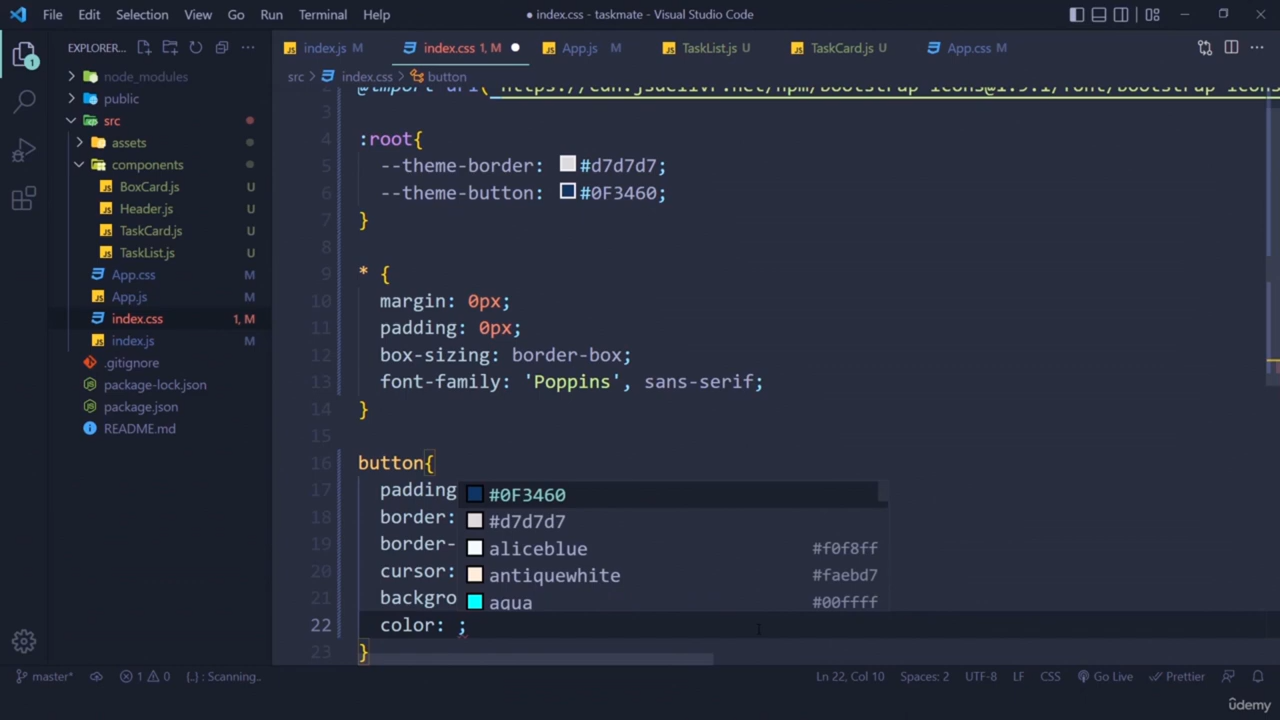 File Edit Selection View Go Run Terminal Help
index.css - taskmate - Visual Studio Code
EXPLORER...
index.js M index.css 1, M App.js M TaskList.js U TaskCard.js U App.css M
src index.css button
node_modules
public
src
assets
components
BoxCard.js U
Header.js U
TaskCard.js U
TaskList.js U
App.css M
App.js M
index.css 1, M
index.js M
.gitignore
package-lock.json
package.json
README.md
3
4 :root{
5 --theme-border: #d7d7d7;
6 --theme-button: #0F3460;
7 }
8
9 * {
10 margin: 0px;
11 padding: 0px;
12 box-sizing: border-box;
13 font-family: 'Poppins', sans-serif;
14 }
15
16 button{
17 padding
18 border:
19 border-
20 cursor:
21 backgro
22 color: ;
23 }
#0F3460
#d7d7d7
aliceblue #f0f8ff
antiquewhite #faebd7
aqua #00ffff
master* 1 0 {..} : Scanning.. Ln 22, Col 10 Spaces: 2 UTF-8 LF CSS Go Live Prettier
ûdemy